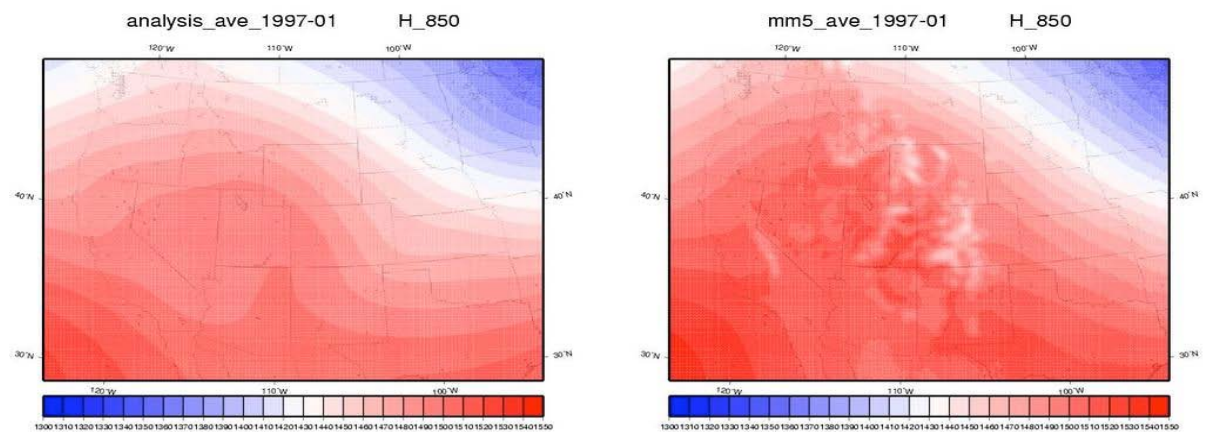 analysis_ave_1997-01 H_850
120°W 110°W 100°W
40°N 40°N
30°N 30°N
120°W 110°W 100°W
1300 1310 1320 1330 1340 1350 1360 1370 1380 1390 1400 1410 1420 1430 1440 1450 1460 1470 1480 1490 1500 1510 1520 1530 1540 1550
mm5_ave_1997-01 H_850
120°W 110°W 100°W
40°N 40°N
30°N 30°N
120°W 110°W 100°W
1300 1310 1320 1330 1340 1350 1360 1370 1380 1390 1400 1410 1420 1430 1440 1450 1460 1470 1480 1490 1500 1510 1520 1530 1540 1550